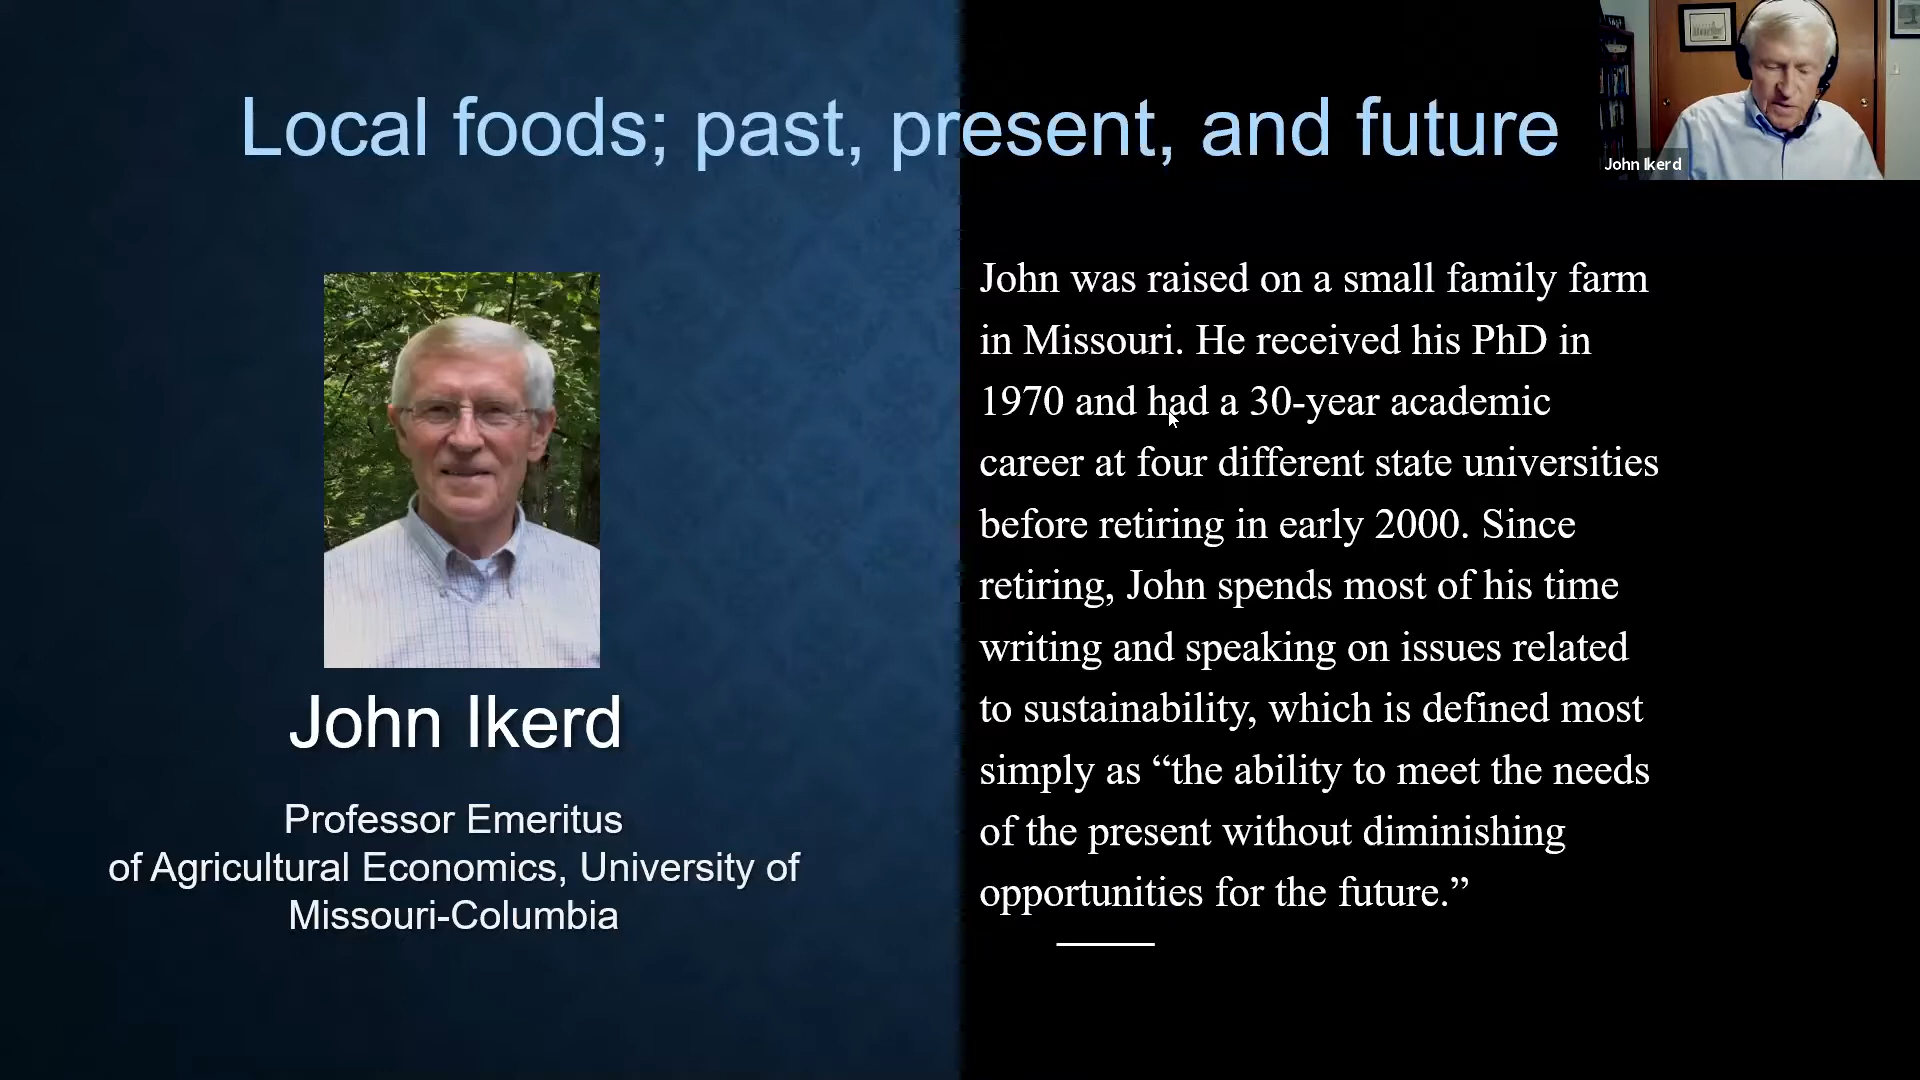 Local foods; past, present, and future
John Ikerd
John Ikerd
Professor Emeritus
of Agricultural Economics, University of
Missouri-Columbia
John was raised on a small family farm
in Missouri. He received his PhD in
1970 and had a 30-year academic
career at four different state universities
before retiring in early 2000. Since
retiring, John spends most of his time
writing and speaking on issues related
to sustainability, which is defined most
simply as “the ability to meet the needs
of the present without diminishing
opportunities for the future.”